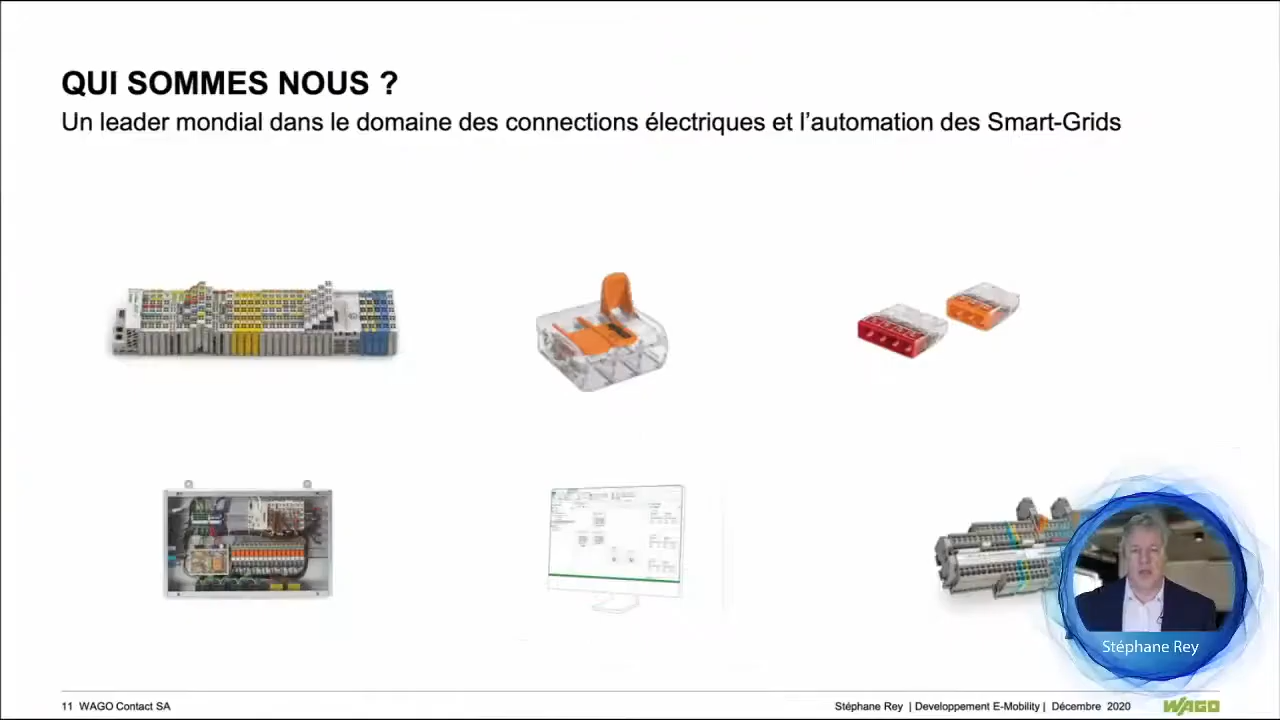 QUI SOMMES NOUS ?
Un leader mondial dans le domaine des connections électriques et l'automation des Smart-Grids
Stéphane Rey
11 WAGO Contact SA
Stéphane Rey | Developpement E-Mobility | Décembre 2020
WAGO